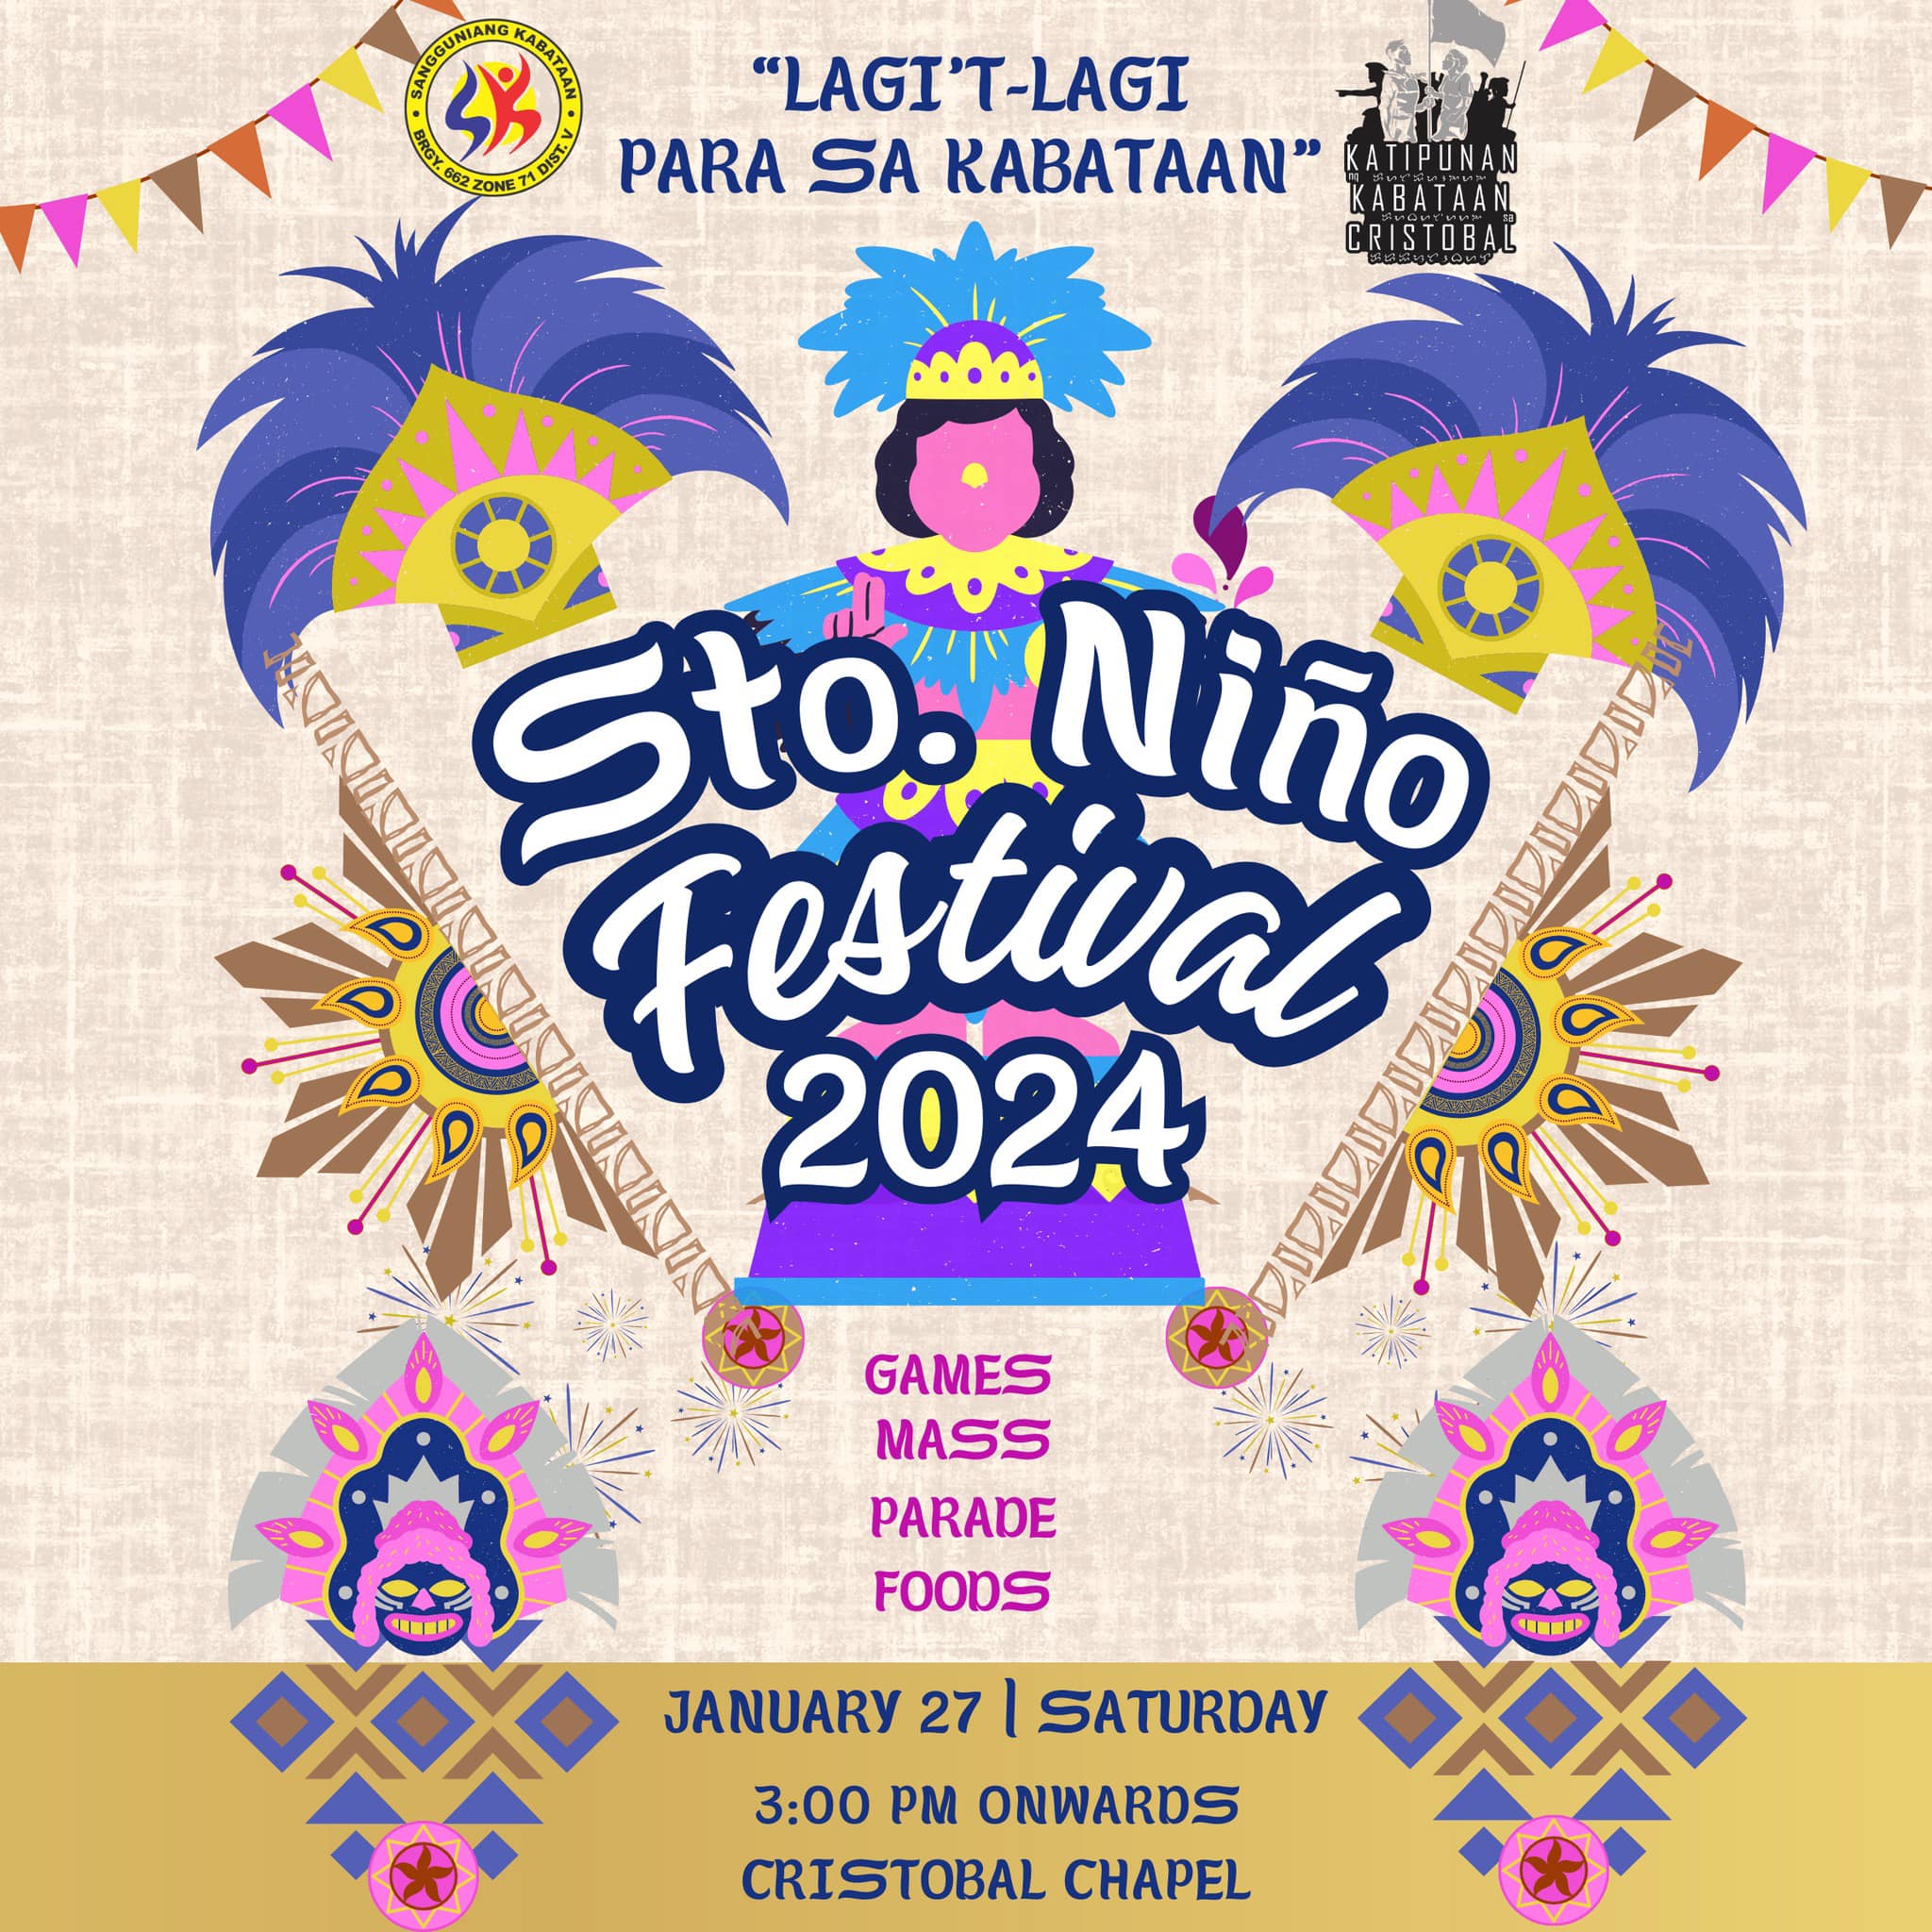 SANGGUNIANG KABATAAN
BRGY. 662 ZONE 71 DIST. V
“LAGI’T-LAGI
PARA SA KABATAAN”
KATIPUNAN
ng
KABATAAN
sa
CRISTOBAL
Sto. Niño
Festival
2024
GAMES
MASS
PARADE
FOODS
JANUARY 27 | SATURDAY
3:00 PM ONWARDS
CRISTOBAL CHAPEL